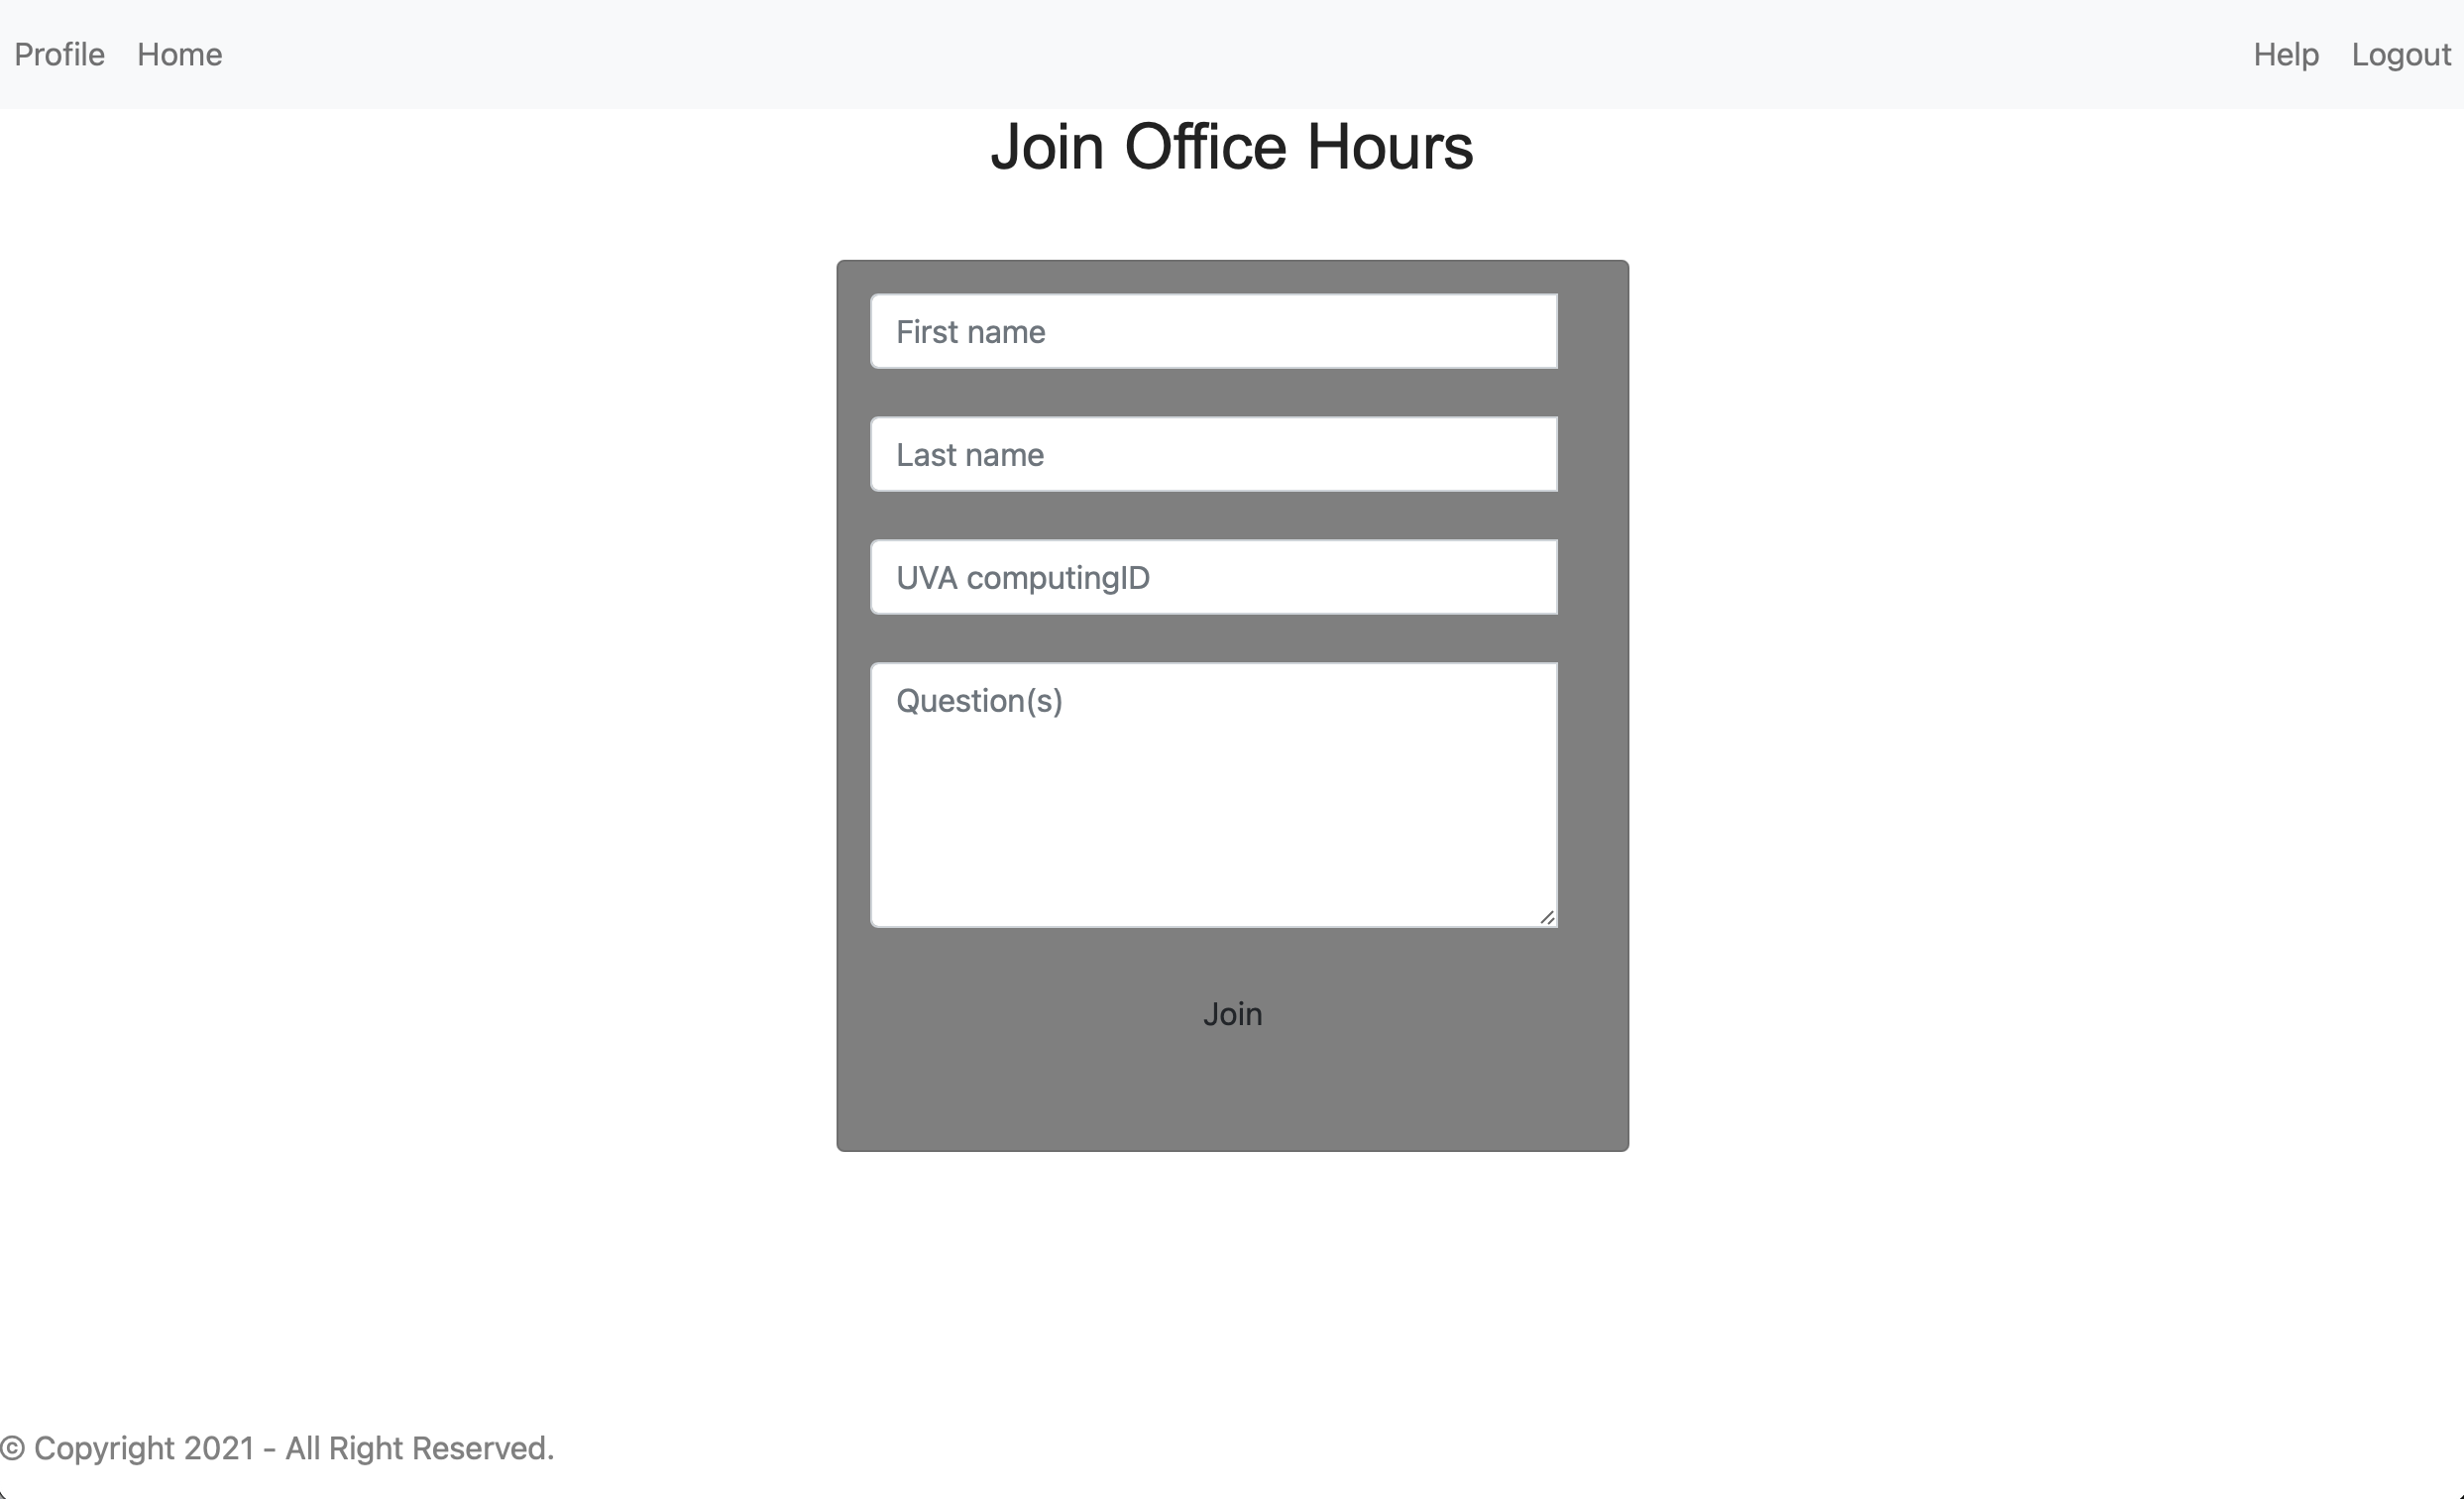 Profile Home Help Logout
Join Office Hours
First name
Last name
UVA computingID
Question(s)
Join
© Copyright 2021 - All Right Reserved.